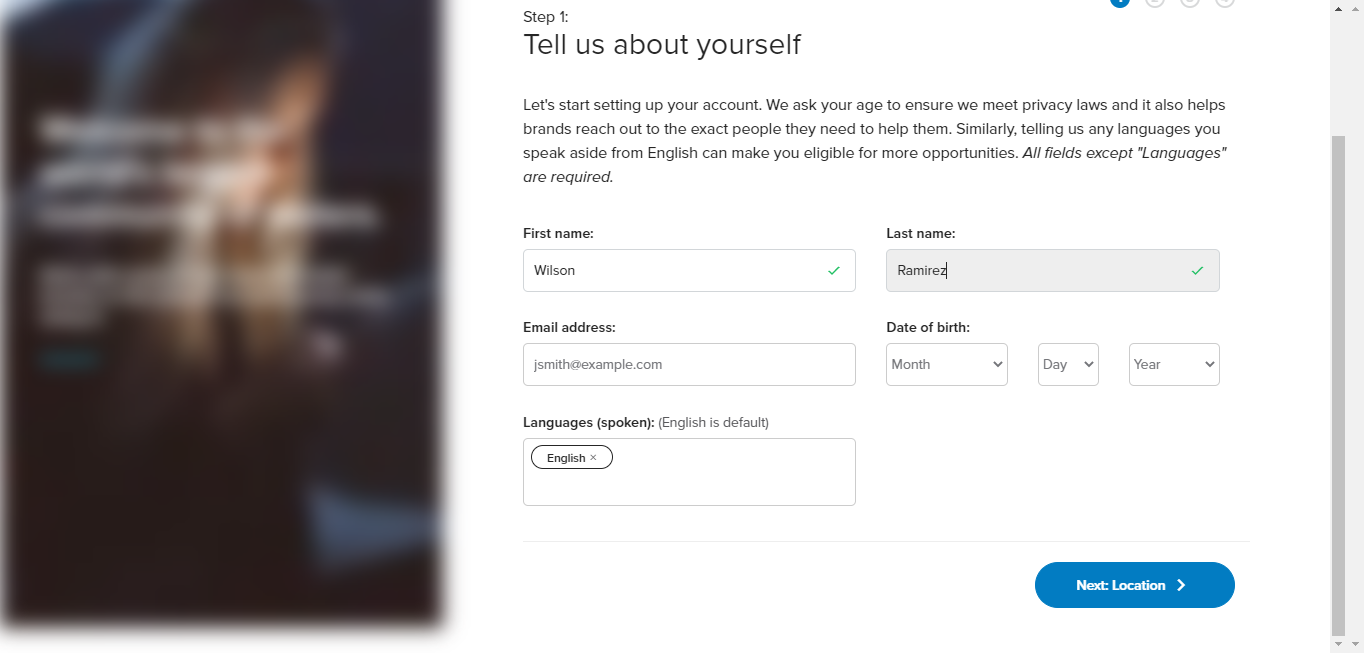 Step 1:
Tell us about yourself
Let's start setting up your account. We ask your age to ensure we meet privacy laws and it also helps
brands reach out to the exact people they need to help them. Similarly, telling us any languages you
speak aside from English can make you eligible for more opportunities. All fields except "Languages"
are required.
First name:
Last name:
Wilson
Ramirez
Email address:
Date of birth:
jsmith@example.com
Month
Day
Year
Languages (spoken): (English is default)
English ×
Next: Location